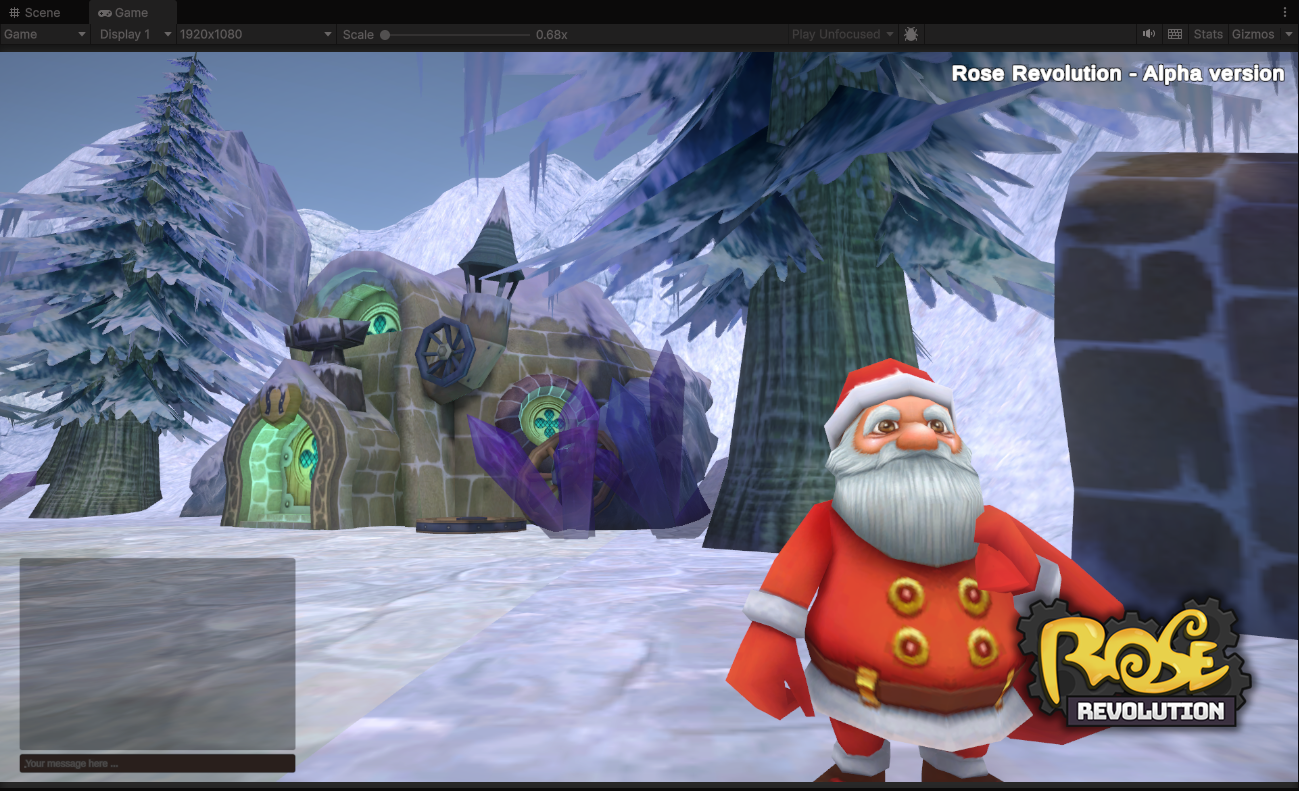 Scene
Game
Game
Display 1
1920x1080
Scale
0.68x
Play Unfocused
Stats
Gizmos
Rose Revolution - Alpha version
Your message here ...
ROSE
REVOLUTION